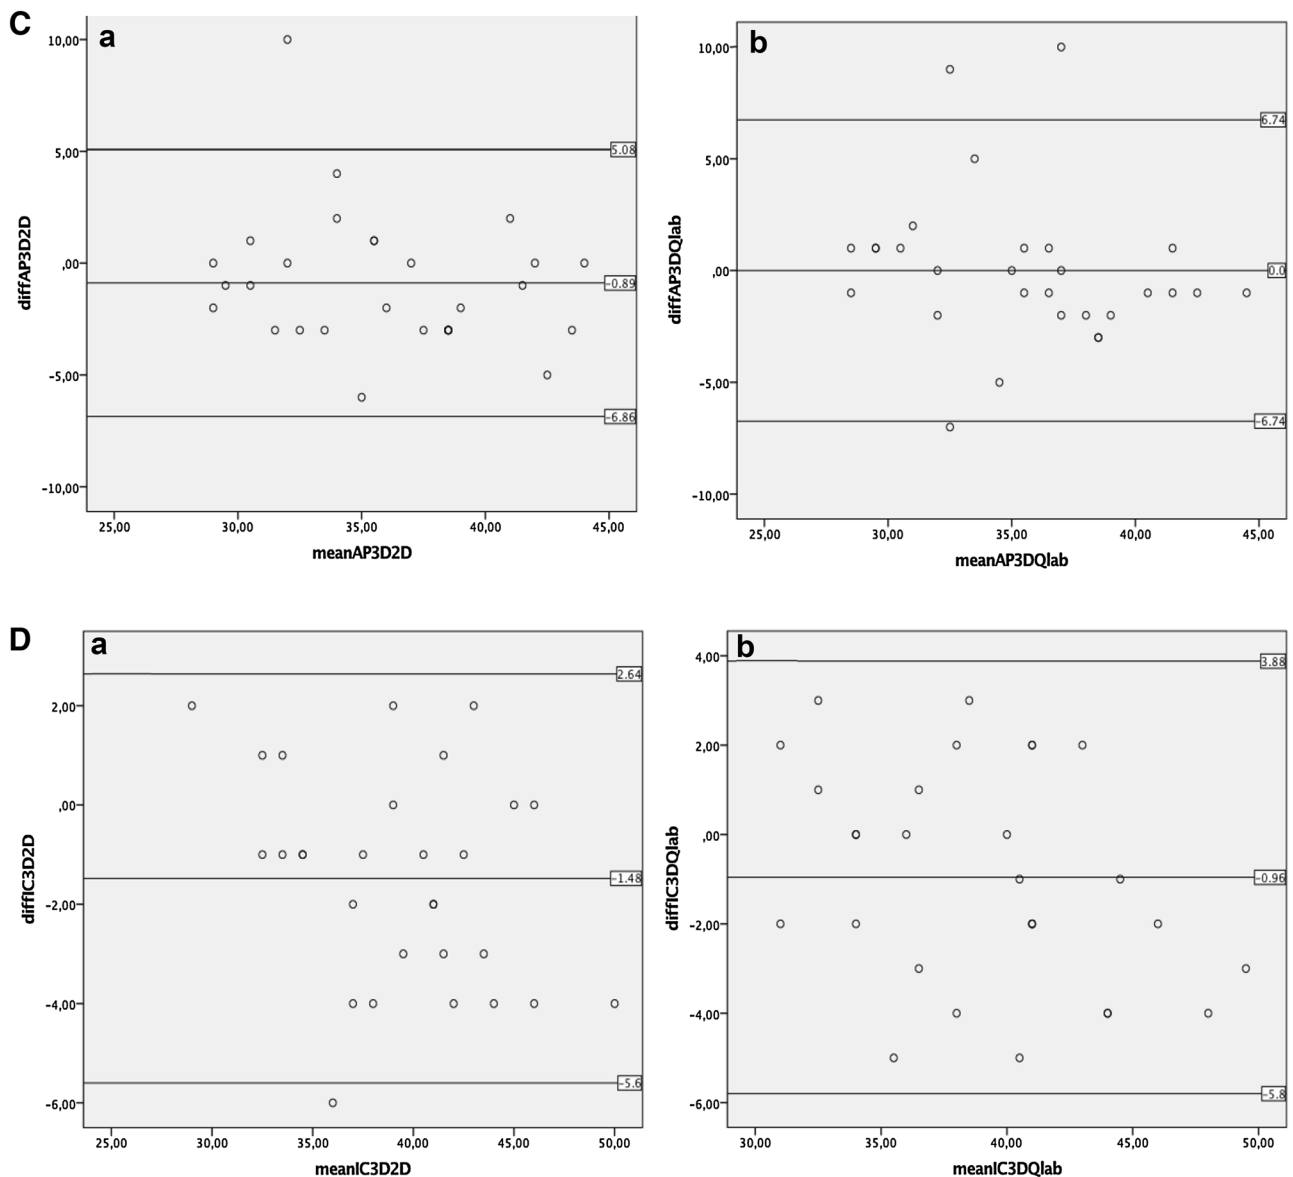 C
a
10,00
5,00
,00
-5,00
-10,00
5.08
-0.89
-6.86
diffAP3D2D
25,00 30,00 35,00 40,00 45,00
meanAP3D2D
b
10,00
5,00
,00
-5,00
-10,00
6.74
0.0
-6.74
diffAP3DQlab
25,00 30,00 35,00 40,00 45,00
meanAP3DQlab
D
a
2,00
,00
-2,00
-4,00
-6,00
2.64
-1.48
-5.6
diffIC3D2D
25,00 30,00 35,00 40,00 45,00 50,00
meanIC3D2D
b
4,00
2,00
,00
-2,00
-4,00
-6,00
3.88
-0.96
-5.8
diffIC3DQlab
30,00 35,00 40,00 45,00 50,00
meanIC3DQlab